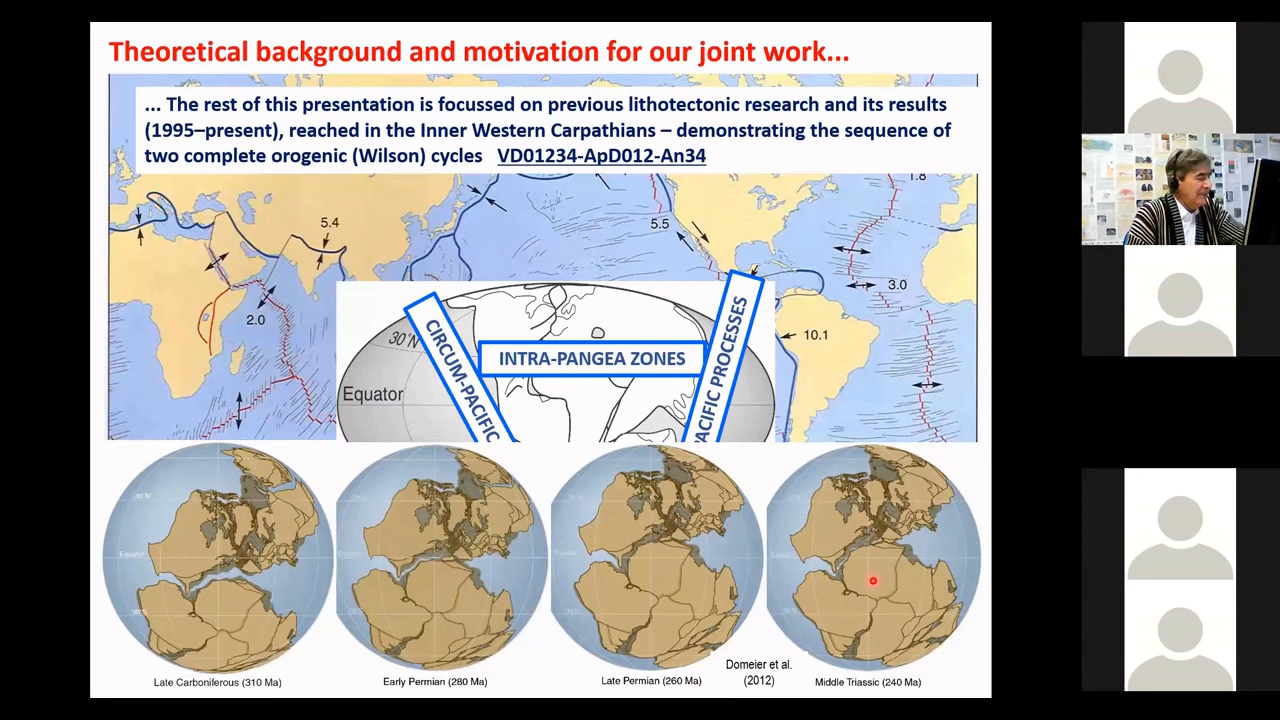 Theoretical background and motivation for our joint work...
... The rest of this presentation is focussed on previous lithotectonic research and its results
(1995–present), reached in the Inner Western Carpathians – demonstrating the sequence of
two complete orogenic (Wilson) cycles VD01234-ApD012-An34
1.8
5.4
5.5
3.0
2.0
10.1
30°N
CIRCUM-PACIFIC
INTRA-PANGEA ZONES
PACIFIC PROCESSES
Equator
30°N
Equator
Late Carboniferous (310 Ma)
Early Permian (280 Ma)
Late Permian (260 Ma)
Domeier et al.
(2012)
Middle Triassic (240 Ma)